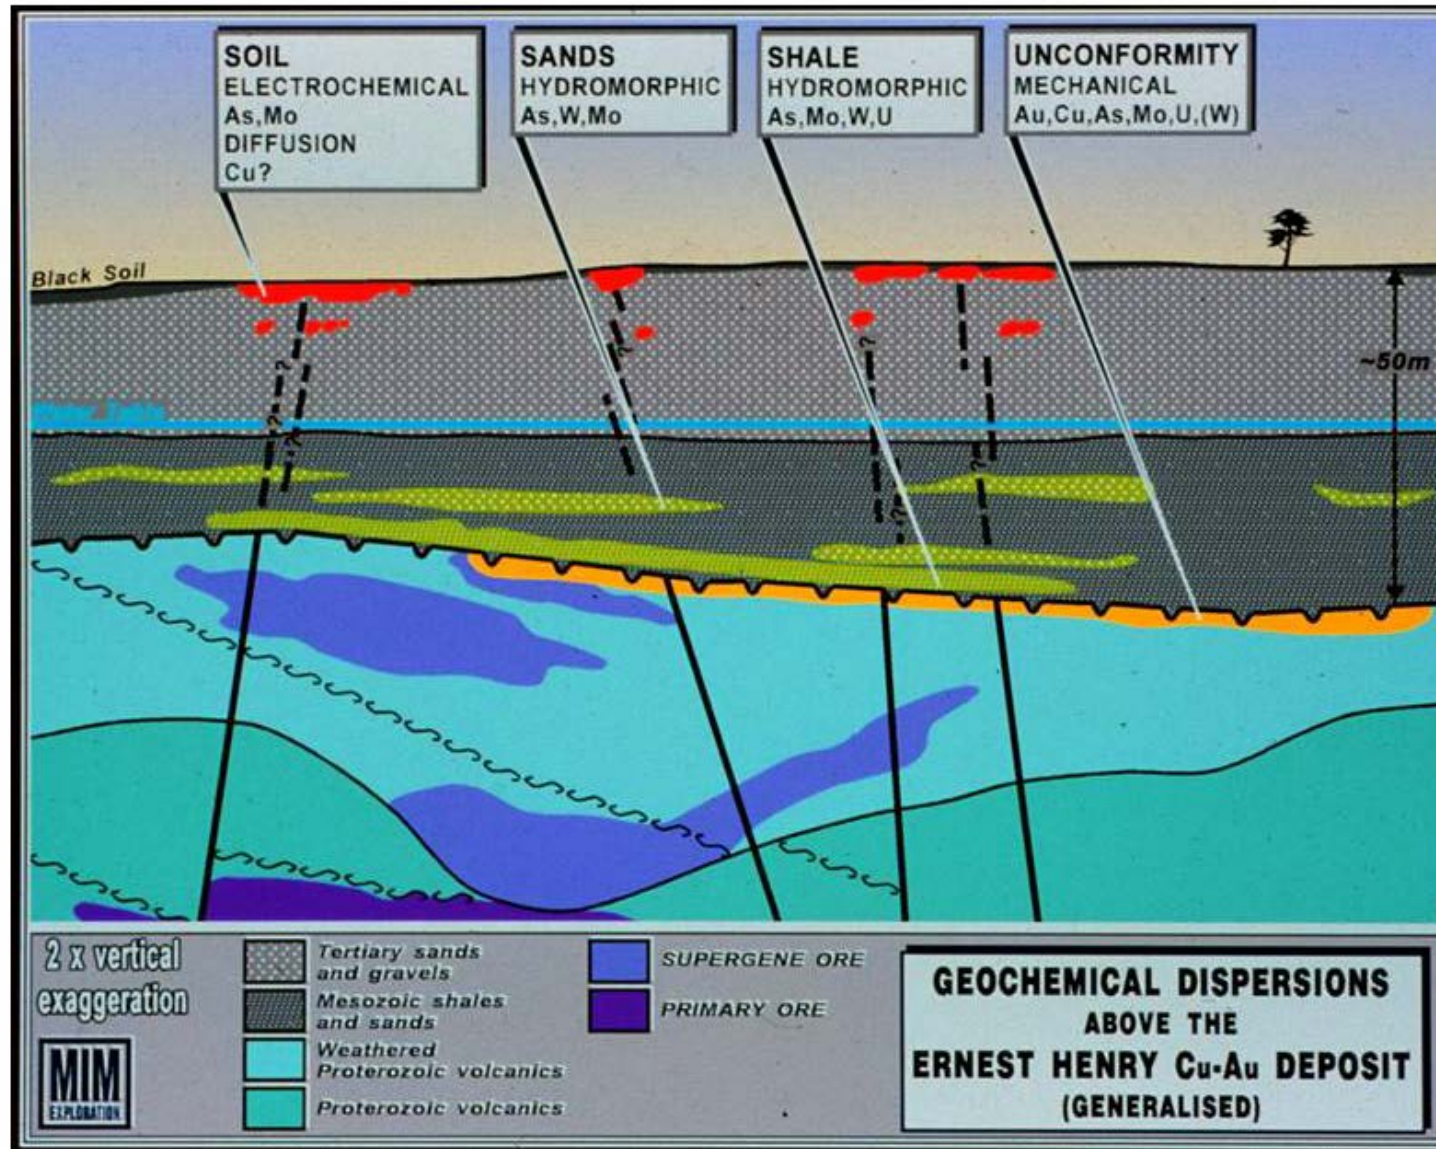 SOIL
ELECTROCHEMICAL
As,Mo
DIFFUSION
Cu?
SANDS
HYDROMORPHIC
As,W,Mo
SHALE
HYDROMORPHIC
As,Mo,W,U
UNCONFORMITY
MECHANICAL
Au,Cu,As,Mo,U,(W)
Black Soil
~50m
?
?
?
?
?
?
?
2 x vertical
exaggeration
MIM
EXPLORATION
Tertiary sands
and gravels
Mesozoic shales
and sands
Weathered
Proterozoic volcanics
Proterozoic volcanics
SUPERGENE ORE
PRIMARY ORE
GEOCHEMICAL DISPERSIONS
ABOVE THE
ERNEST HENRY Cu-Au DEPOSIT
(GENERALISED)